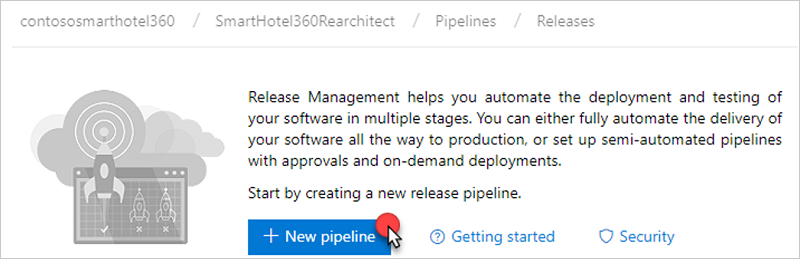 contososmarthotel360 / SmartHotel360Rearchitect / Pipelines / Releases
Release Management helps you automate the deployment and testing of
your software in multiple stages. You can either fully automate the delivery of
your software all the way to production, or set up semi-automated pipelines
with approvals and on-demand deployments.
Start by creating a new release pipeline.
+ New pipeline Getting started Security